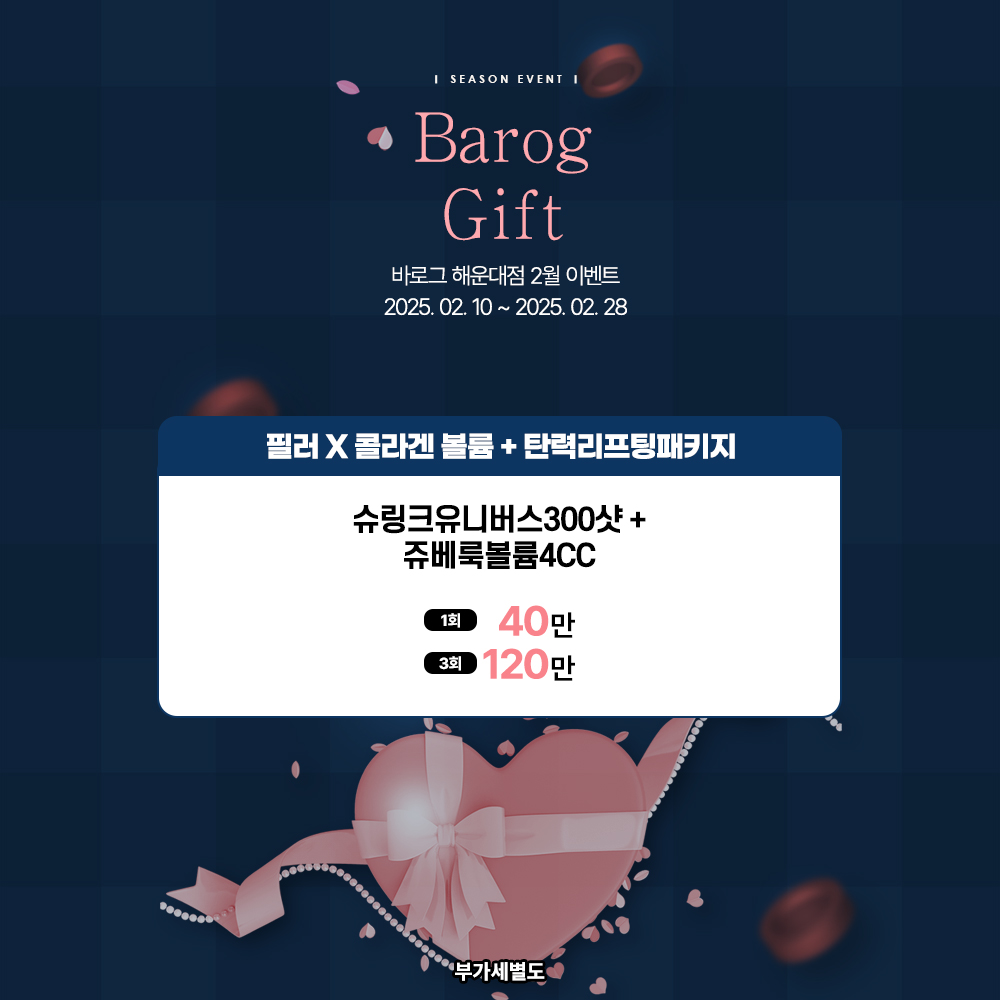 SEASON EVENT
Barog
Gift
바로그 해운대점 2월 이벤트
2025. 02. 10 ~ 2025. 02. 28
필러 X 콜라겐 볼륨 + 탄력리프팅패키지
슈링크유니버스300샷 +
쥬베룩볼륨4CC
1회 40만
3회 120만
부가세별도